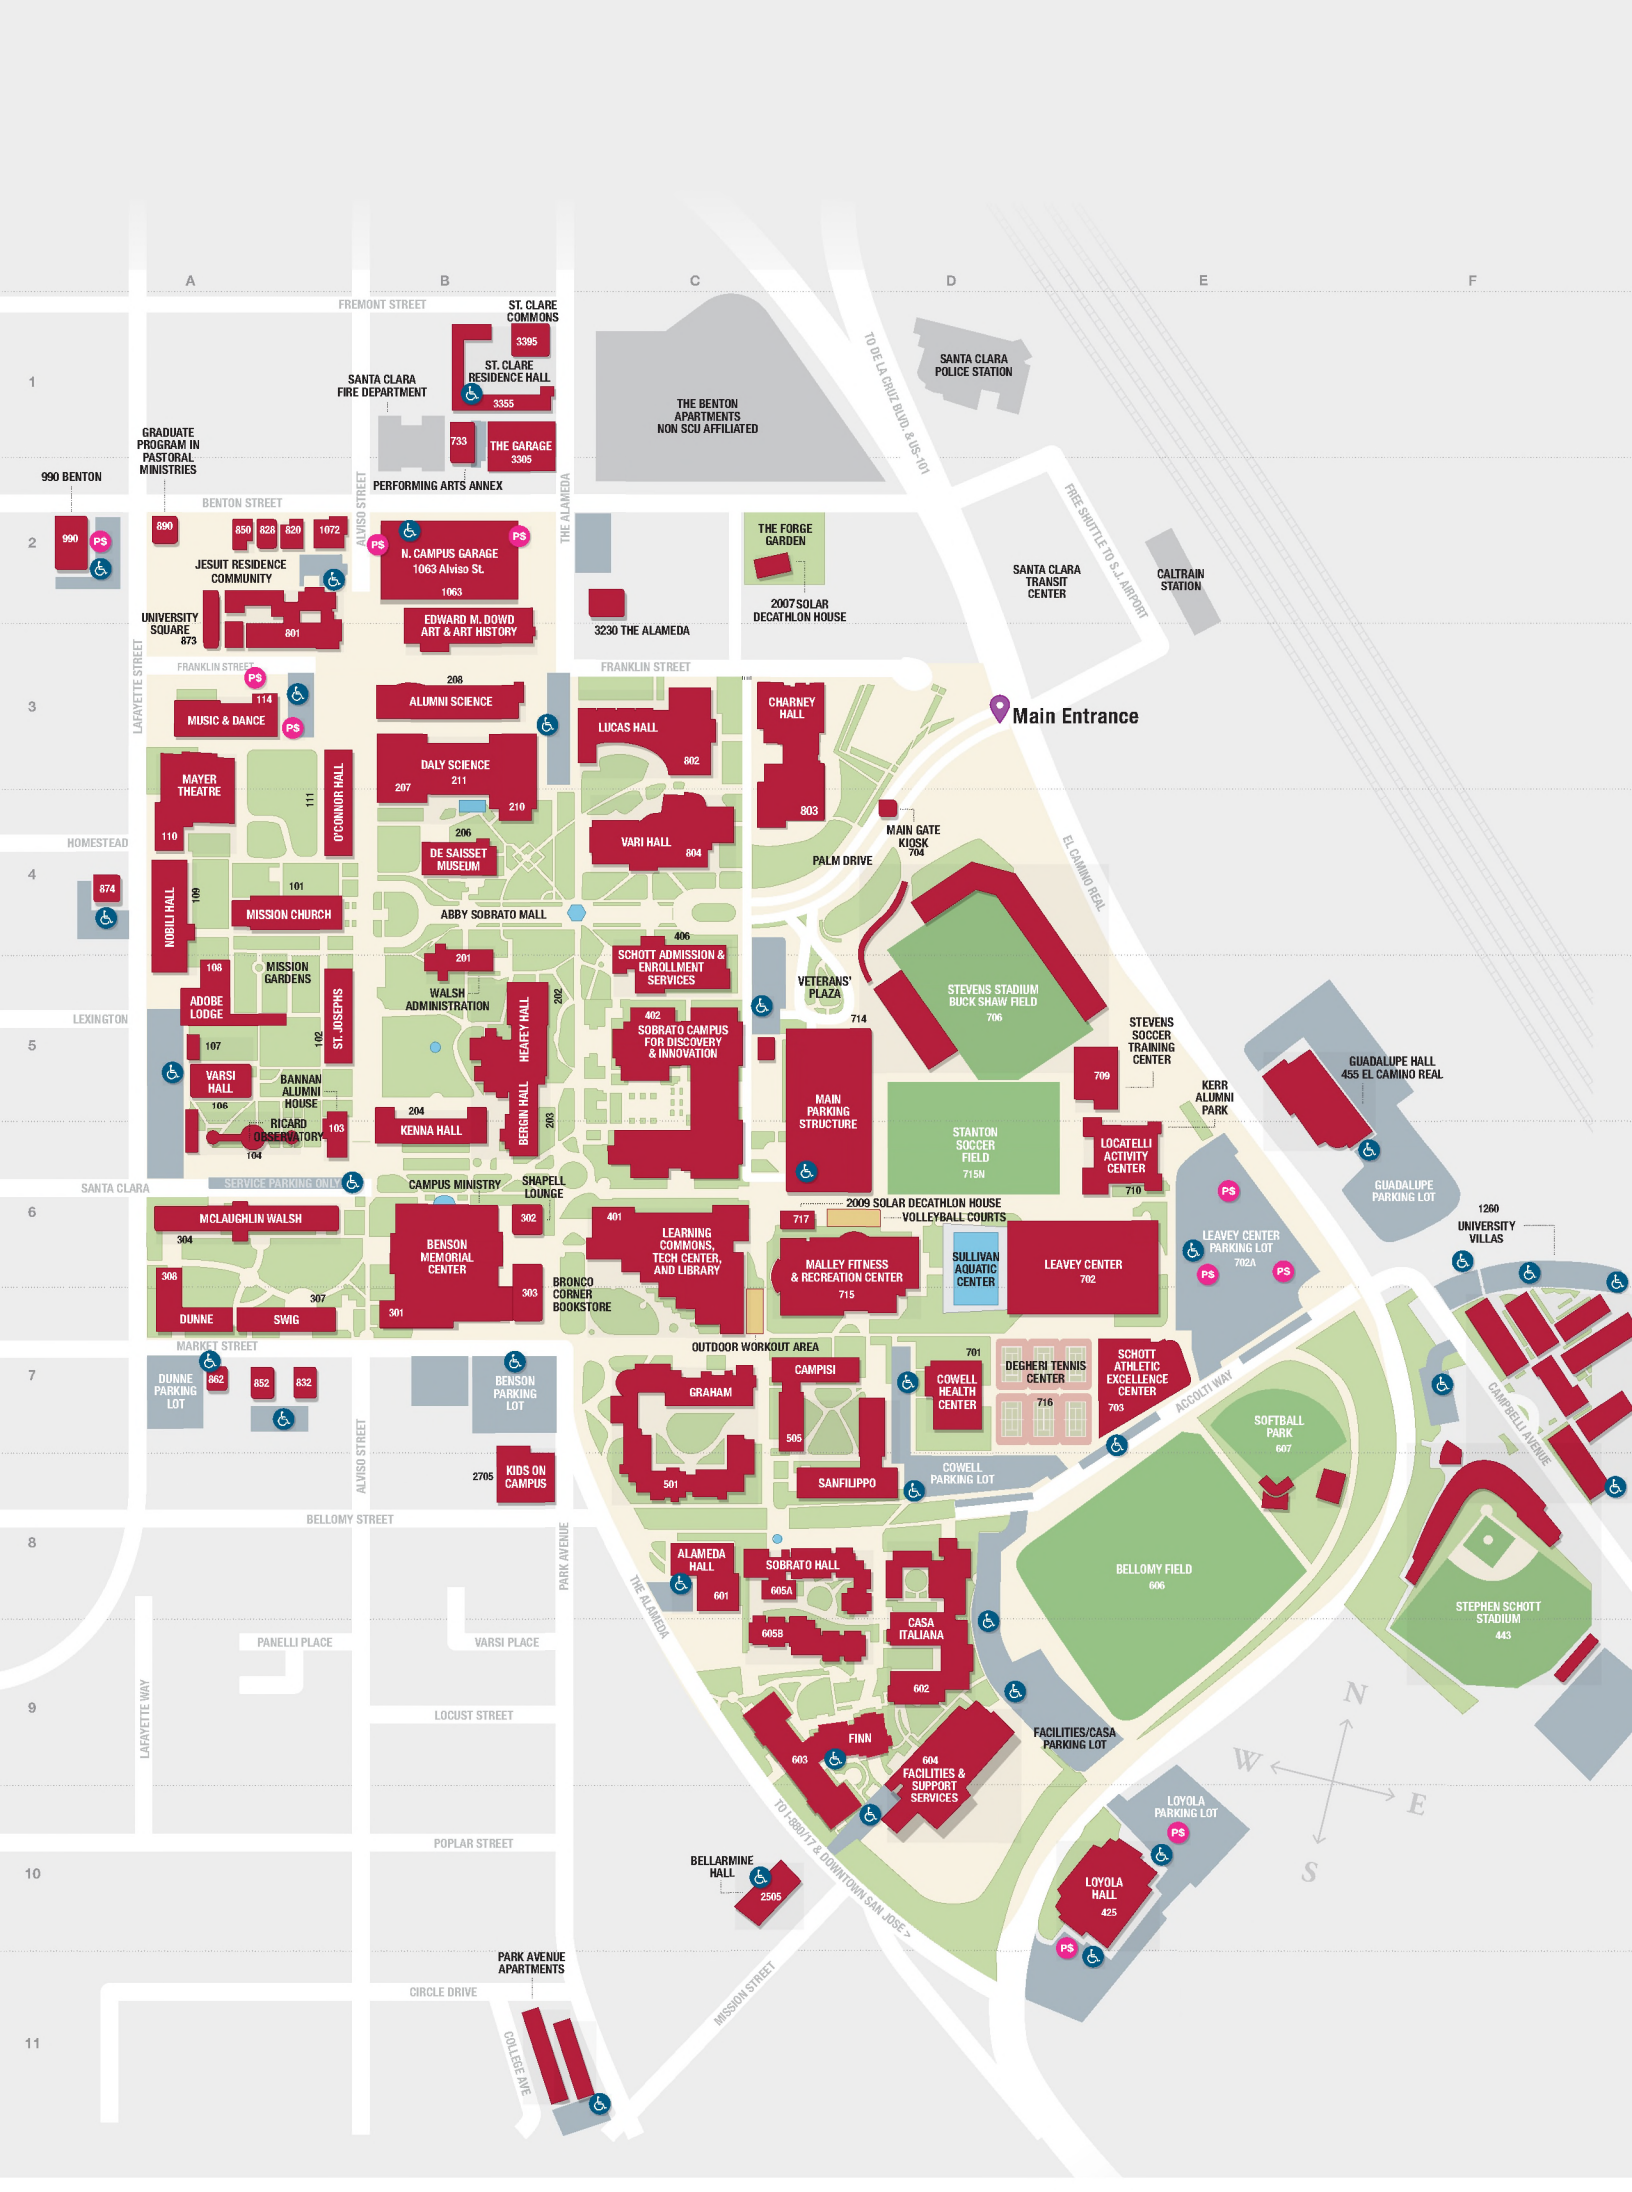 A
B
C
D
E
F
FREMONT STREET
ST. CLARE
COMMONS
3395
1
ST. CLARE
RESIDENCE HALL
3355
SANTA CLARA
FIRE DEPARTMENT
THE BENTON
APARTMENTS
NON SCU AFFILIATED
TO DE LA CRUZ BLVD. & US-101
SANTA CLARA
POLICE STATION
GRADUATE
PROGRAM IN
PASTORAL
MINISTRIES
733
THE GARAGE
3305
990 BENTON
PERFORMING ARTS ANNEX
ALVISO STREET
THE ALAMEDA
BENTON STREET
FREE SHUTTLE TO S.J. AIRPORT
2
990
P$
890
850
828
820
1072
P$
P$
N. CAMPUS GARAGE
1063 Alviso St.
1063
THE FORGE
GARDEN
JESUIT RESIDENCE
COMMUNITY
SANTA CLARA
TRANSIT
CENTER
CALTRAIN
STATION
2007 SOLAR
DECATHLON HOUSE
UNIVERSITY
SQUARE
873
801
EDWARD M. DOWD
ART & ART HISTORY
3230 THE ALAMEDA
LAFAYETTE STREET
FRANKLIN STREET
FRANKLIN STREET
P$
3
114
MUSIC & DANCE
P$
208
ALUMNI SCIENCE
LUCAS HALL
802
CHARNEY
HALL
803
Main Entrance
MAYER
THEATRE
110
111
O'CONNOR HALL
DALY SCIENCE
211
207
210
MAIN GATE
KIOSK
704
HOMESTEAD
206
DE SAISSET
MUSEUM
VARI HALL
804
PALM DRIVE
EL CAMINO REAL
4
874
NOBILI HALL
109
101
MISSION CHURCH
ABBY SOBRATO MALL
406
SCHOTT ADMISSION &
ENROLLMENT
SERVICES
108
MISSION
GARDENS
201
WALSH
ADMINISTRATION
202
VETERANS'
PLAZA
STEVENS STADIUM
BUCK SHAW FIELD
706
ADOBE
LODGE
LEXINGTON
ST. JOSEPHS
102
HEAFEY HALL
402
SOBRATO CAMPUS
FOR DISCOVERY
& INNOVATION
714
STEVENS
SOCCER
TRAINING
CENTER
5
107
VARSI
HALL
106
BANNAN
ALUMNI
HOUSE
709
GUADALUPE HALL
455 EL CAMINO REAL
KERR
ALUMNI
PARK
RICARD
OBSERVATORY
104
103
204
KENNA HALL
BERGIN HALL
203
MAIN
PARKING
STRUCTURE
STANTON
SOCCER
FIELD
715N
LOCATELLI
ACTIVITY
CENTER
710
SANTA CLARA
SERVICE PARKING ONLY
CAMPUS MINISTRY
SHAPELL
LOUNGE
P$
GUADALUPE
PARKING LOT
6
MCLAUGHLIN WALSH
304
302
401
717
2009 SOLAR DECATHLON HOUSE
VOLLEYBALL COURTS
1260
UNIVERSITY
VILLAS
BENSON
MEMORIAL
CENTER
LEARNING
COMMONS,
TECH CENTER,
AND LIBRARY
MALLEY FITNESS
& RECREATION CENTER
715
SULLIVAN
AQUATIC
CENTER
LEAVEY CENTER
702
LEAVEY CENTER
PARKING LOT
702A
P$
P$
308
307
DUNNE
SWIG
301
303
BRONCO
CORNER
BOOKSTORE
MARKET STREET
OUTDOOR WORKOUT AREA
7
DUNNE
PARKING
LOT
862
852
832
BENSON
PARKING
LOT
GRAHAM
CAMPISI
701
COWELL
HEALTH
CENTER
DEGHERI TENNIS
CENTER
716
SCHOTT
ATHLETIC
EXCELLENCE
CENTER
703
ACCOLTI WAY
CAMPBELL AVENUE
505
SOFTBALL
PARK
607
ALVISO STREET
2705
KIDS ON
CAMPUS
501
SANFILIPPO
COWELL
PARKING LOT
BELLOMY STREET
8
PARK AVENUE
THE ALAMEDA
ALAMEDA
HALL
601
SOBRATO HALL
605A
605B
CASA
ITALIANA
602
BELLOMY FIELD
606
STEPHEN SCHOTT
STADIUM
443
PANELLI PLACE
VARSI PLACE
9
LAFAYETTE WAY
LOCUST STREET
603
FINN
604
FACILITIES &
SUPPORT
SERVICES
FACILITIES/CASA
PARKING LOT
N
W
E
S
TO I-880/17 & DOWNTOWN SAN JOSE >
LOYOLA
PARKING LOT
P$
POPLAR STREET
10
BELLARMINE
HALL
2505
LOYOLA
HALL
425
P$
PARK AVENUE
APARTMENTS
CIRCLE DRIVE
MISSION STREET
11
COLLEGE AVE